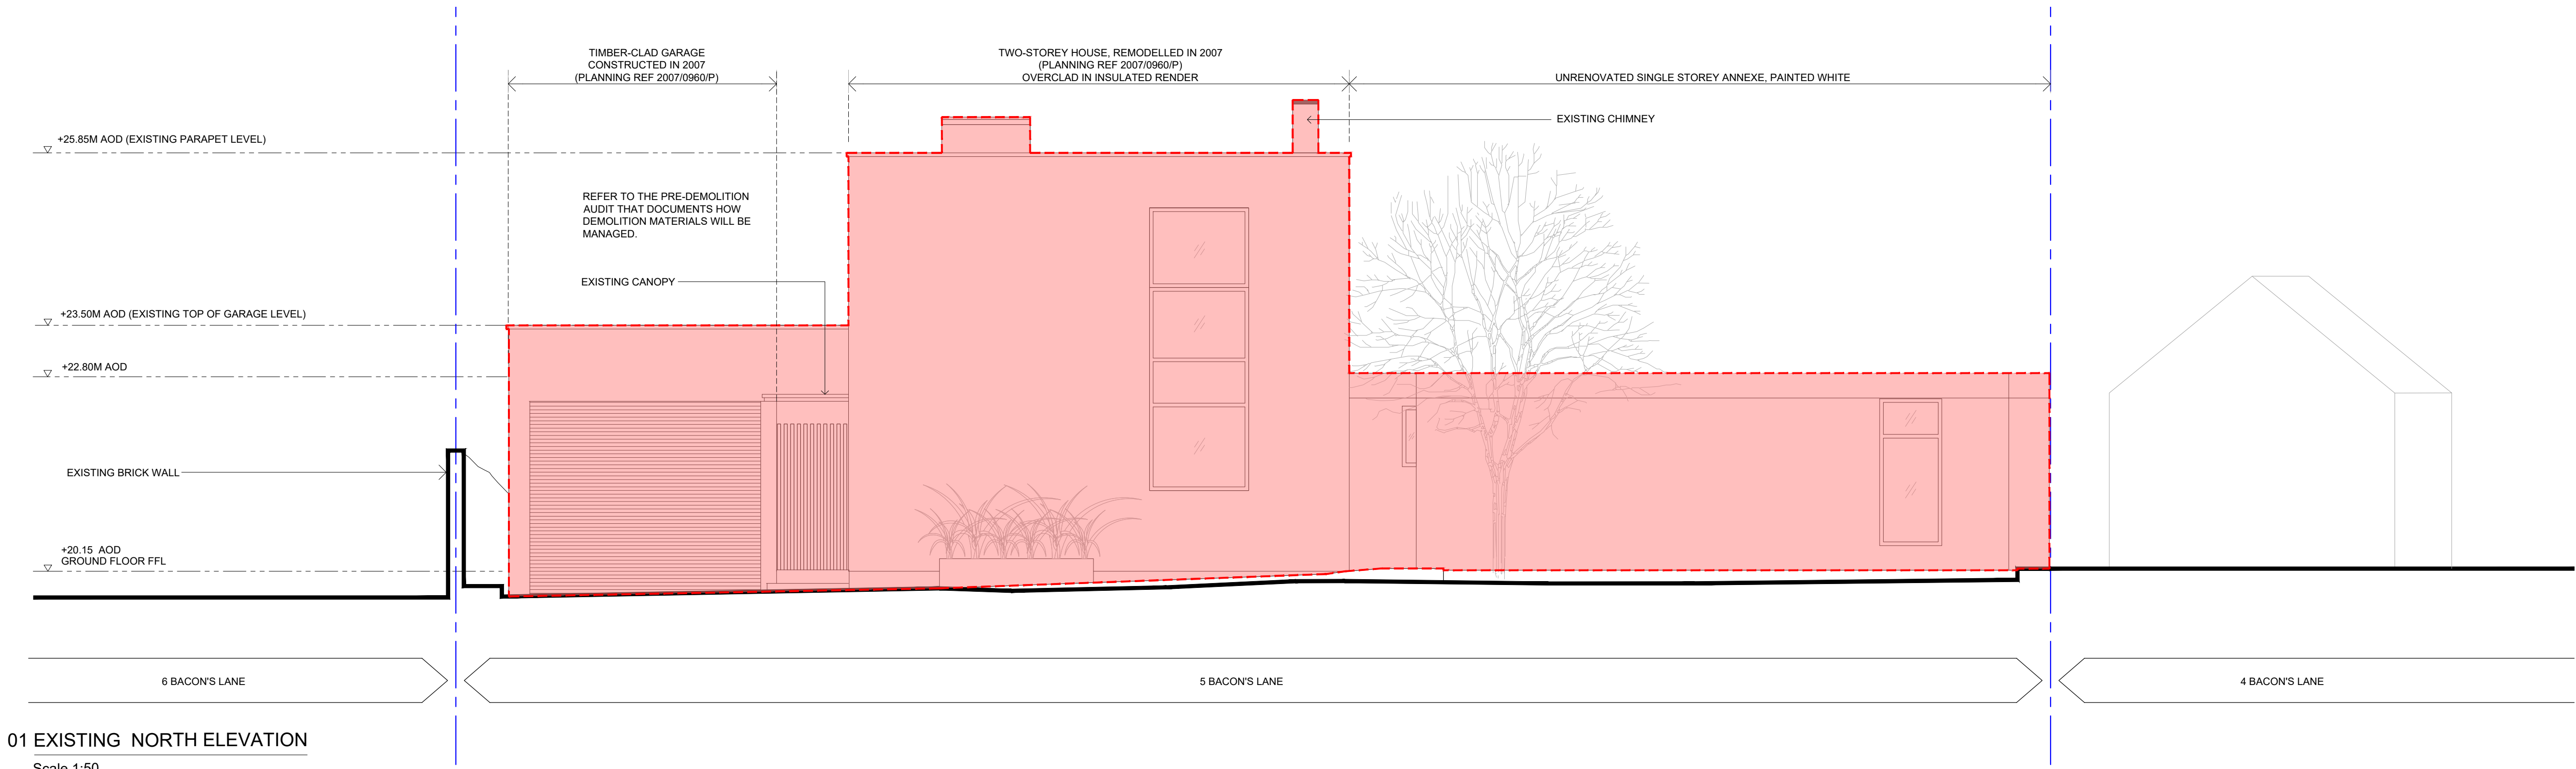 TIMBER-CLAD GARAGE
CONSTRUCTED IN 2007
(PLANNING REF 2007/0960/P)
TWO-STOREY HOUSE, REMODELLED IN 2007
(PLANNING REF 2007/0960/P)
OVERCLAD IN INSULATED RENDER
UNRENOVATED SINGLE STOREY ANNEXE, PAINTED WHITE
EXISTING CHIMNEY
+25.85M AOD (EXISTING PARAPET LEVEL)
REFER TO THE PRE-DEMOLITION
AUDIT THAT DOCUMENTS HOW
DEMOLITION MATERIALS WILL BE
MANAGED.
EXISTING CANOPY
+23.50M AOD (EXISTING TOP OF GARAGE LEVEL)
+22.80M AOD
EXISTING BRICK WALL
+20.15 AOD
GROUND FLOOR FFL
6 BACON'S LANE
5 BACON'S LANE
4 BACON'S LANE
01 EXISTING NORTH ELEVATION
Scale 1:50